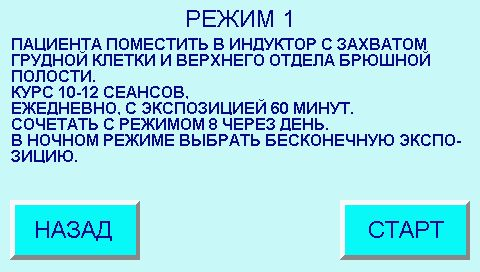 РЕЖИМ 1
ПАЦИЕНТА ПОМЕСТИТЬ В ИНДУКТОР С ЗАХВАТОМ
ГРУДНОЙ КЛЕТКИ И ВЕРХНЕГО ОТДЕЛА БРЮШНОЙ
ПОЛОСТИ.
КУРС 10-12 СЕАНСОВ.
ЕЖЕДНЕВНО, С ЭКСПОЗИЦИЕЙ 60 МИНУТ.
СОЧЕТАТЬ С РЕЖИМОМ 8 ЧЕРЕЗ ДЕНЬ.
В НОЧНОМ РЕЖИМЕ ВЫБРАТЬ БЕСКОНЕЧНУЮ ЭКСПО-
ЗИЦИЮ.
НАЗАД
СТАРТ